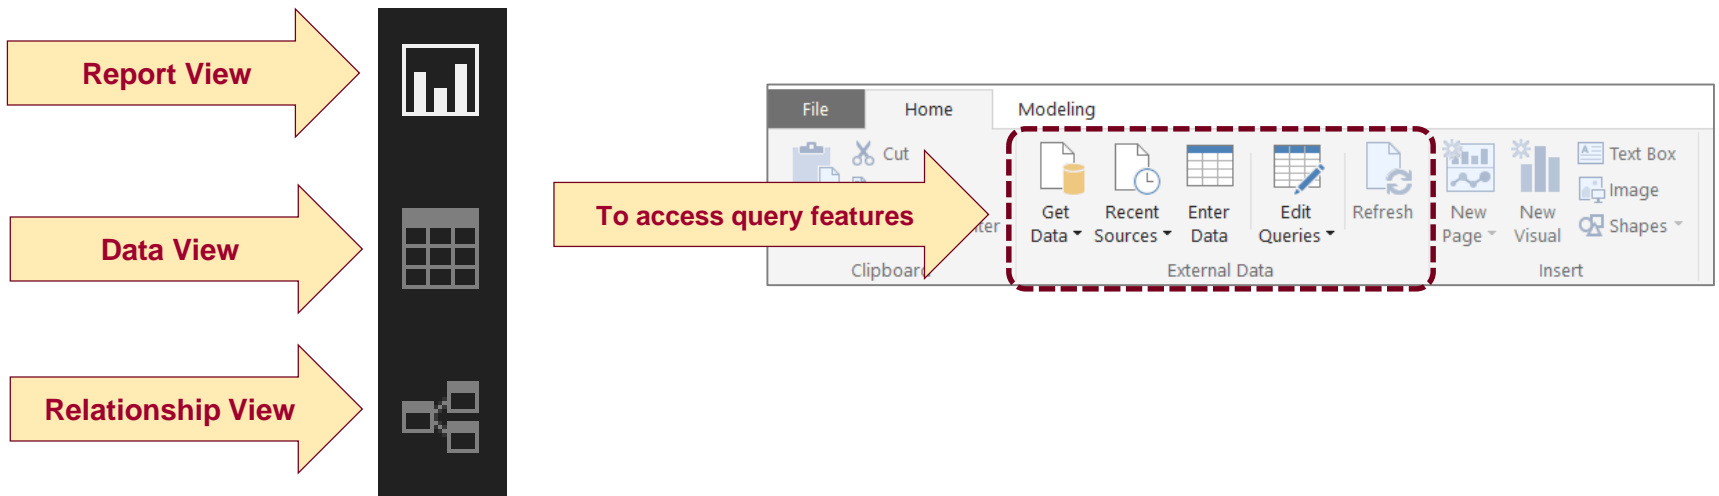 Report View
Data View
Relationship View
To access query features
File Home Modeling
Cut
Clipboard
Get Data
Recent Sources
Enter Data
Edit Queries
Refresh
External Data
New Page
New Visual
Text Box
Image
Shapes
Insert